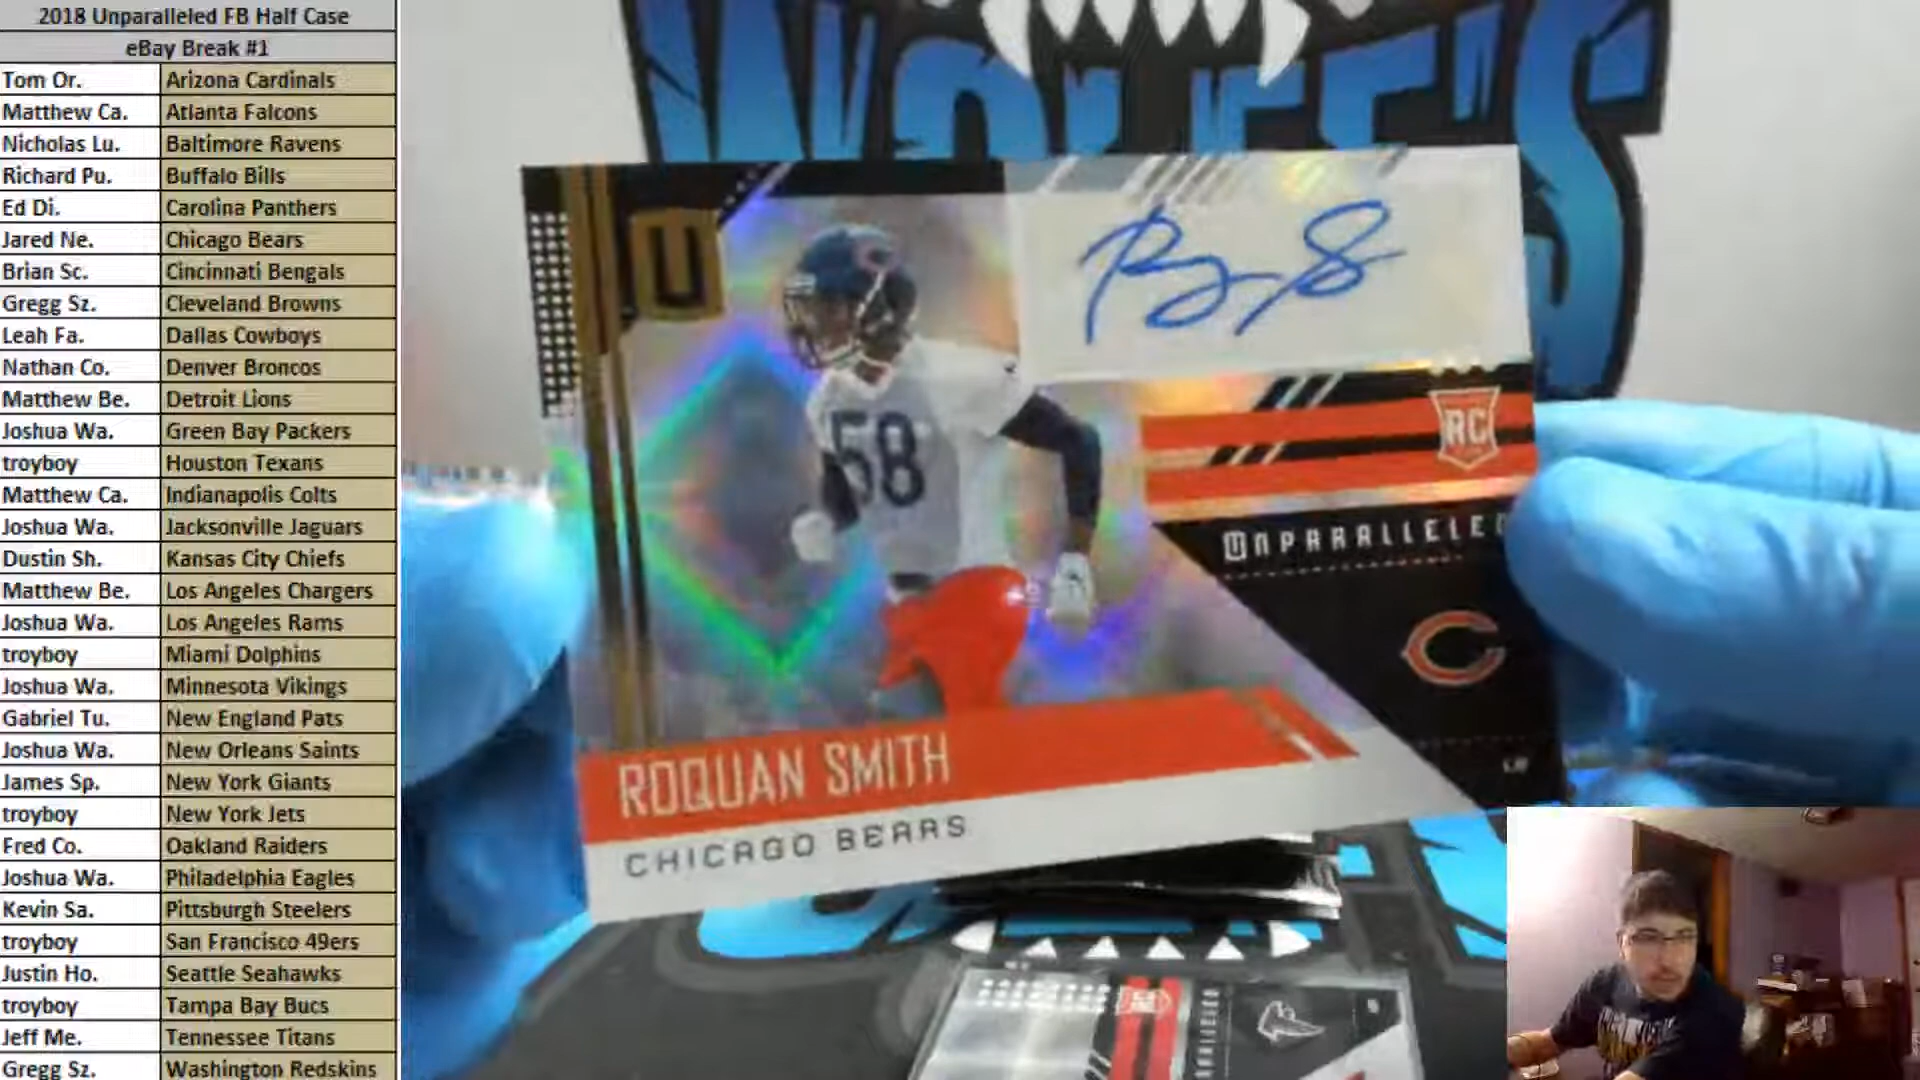 2018 Unparalleled FB Half Case
eBay Break #1
Tom Or. Arizona Cardinals
Matthew Ca. Atlanta Falcons
Nicholas Lu. Baltimore Ravens
Richard Pu. Buffalo Bills
Ed Di. Carolina Panthers
Jared Ne. Chicago Bears
Brian Sc. Cincinnati Bengals
Gregg Sz. Cleveland Browns
Leah Fa. Dallas Cowboys
Nathan Co. Denver Broncos
Matthew Be. Detroit Lions
Joshua Wa. Green Bay Packers
troyboy Houston Texans
Matthew Ca. Indianapolis Colts
Joshua Wa. Jacksonville Jaguars
Dustin Sh. Kansas City Chiefs
Matthew Be. Los Angeles Chargers
Joshua Wa. Los Angeles Rams
troyboy Miami Dolphins
Joshua Wa. Minnesota Vikings
Gabriel Tu. New England Pats
Joshua Wa. New Orleans Saints
James Sp. New York Giants
troyboy New York Jets
Fred Co. Oakland Raiders
Joshua Wa. Philadelphia Eagles
Kevin Sa. Pittsburgh Steelers
troyboy San Francisco 49ers
Justin Ho. Seattle Seahawks
troyboy Tampa Bay Bucs
Jeff Me. Tennessee Titans
Gregg Sz. Washington Redskins
WOLFE'S
U
58
RC
UNPARALLELED
C
LB
ROQUAN SMITH
CHICAGO BEARS